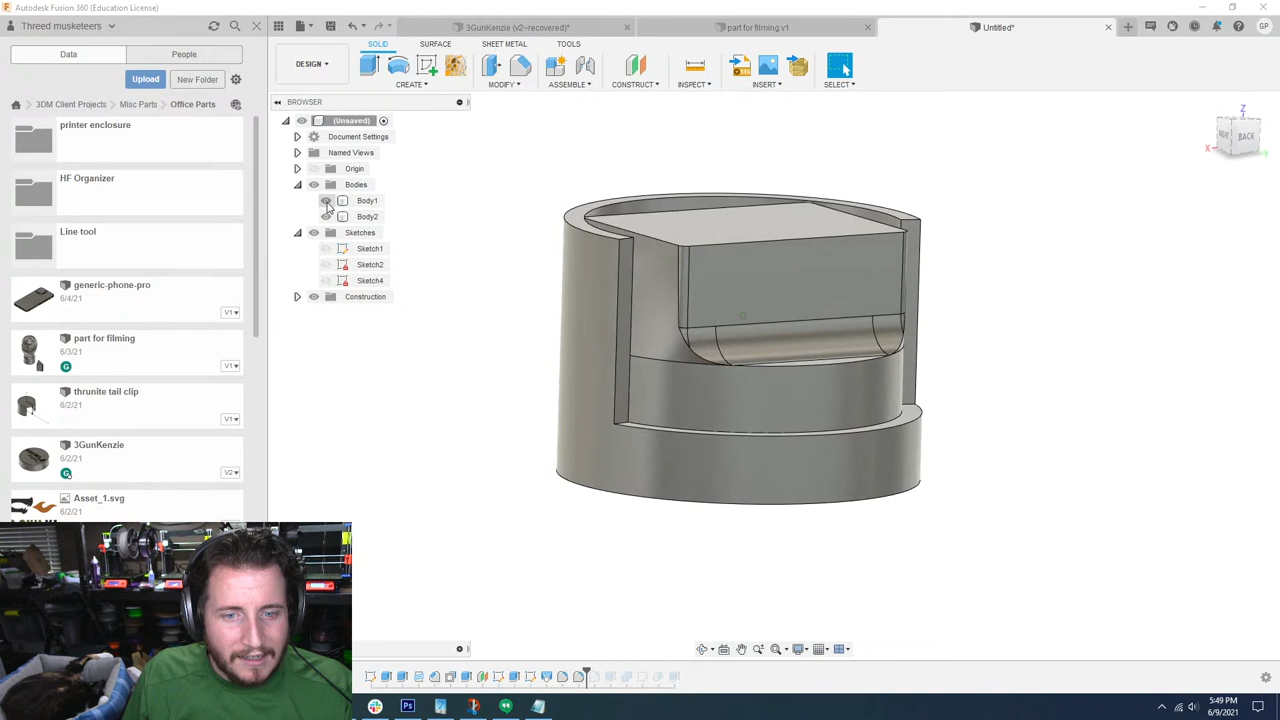 Autodesk Fusion 360 (Education License)
Threed musketeers
3GunKenzie (v2~recovered)*
part for filming v1
Untitled*
GP
Data
People
SOLID
SURFACE
SHEET METAL
TOOLS
DESIGN
CREATE
MODIFY
ASSEMBLE
CONSTRUCT
INSPECT
INSERT
SELECT
Upload
New Folder
3DM Client Projects
Misc Parts
Office Parts
BROWSER
(Unsaved)
Document Settings
Named Views
Origin
Bodies
Body1
Body2
Sketches
Sketch1
Sketch2
Sketch4
Construction
printer enclosure
HF Organizer
Line tool
generic-phone-pro
6/4/21
V1
part for filming
6/3/21
G
V1
thrunite tail clip
6/2/21
V1
3GunKenzie
6/2/21
G
V2
Asset_1.svg
6/2/21
Z
RIGHT
BACK
X
5:49 PM
6/9/2021